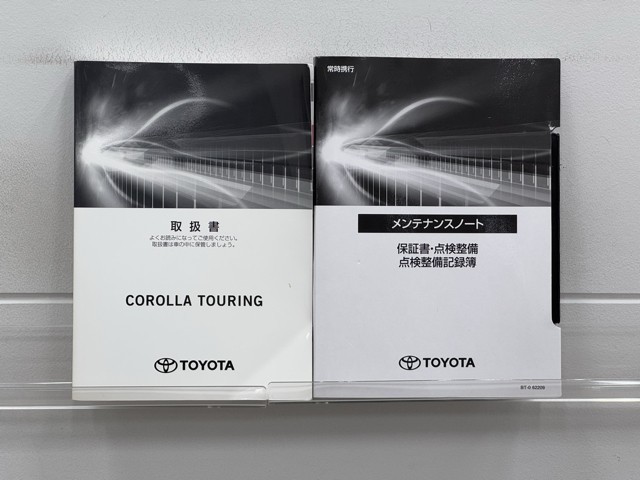 取扱書
よくお読みになってご使用ください。
取扱書は車の中に保管しましょう。
COROLLA TOURING
TOYOTA
常時携行
メンテナンスノート
保証書・点検整備
点検整備記録簿
TOYOTA
BT-D 62209